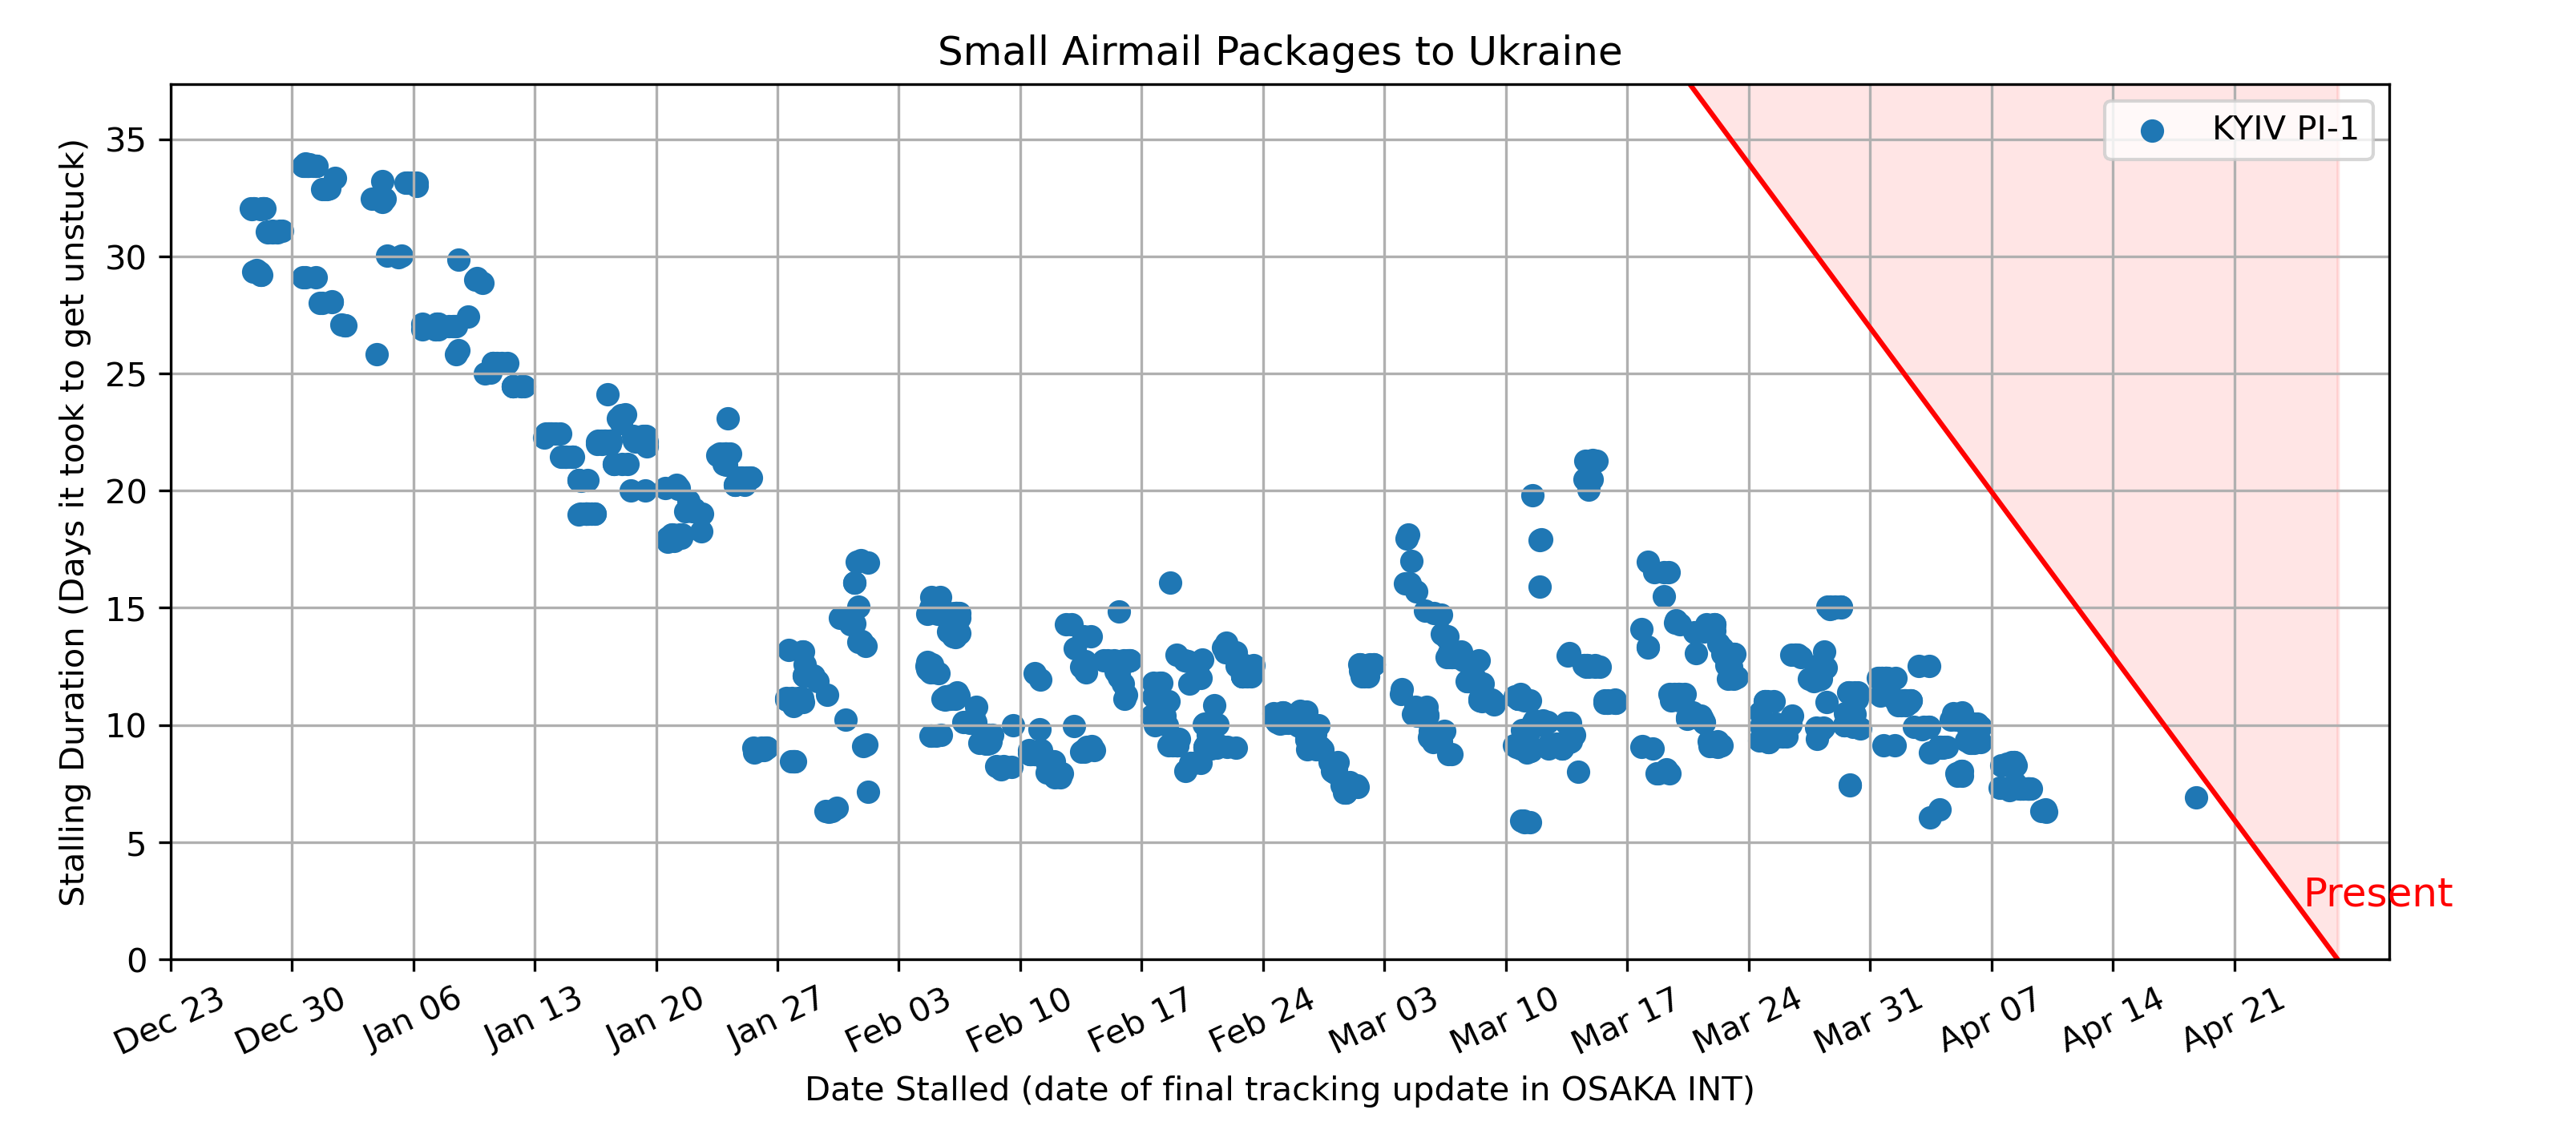 Small Airmail Packages to Ukraine
KYIV PI-1
Stalling Duration (Days it took to get unstuck)
35
30
25
20
15
10
5
0
Present
Dec 23
Dec 30
Jan 06
Jan 13
Jan 20
Jan 27
Feb 03
Feb 10
Feb 17
Feb 24
Mar 03
Mar 10
Mar 17
Mar 24
Mar 31
Apr 07
Apr 14
Apr 21
Date Stalled (date of final tracking update in OSAKA INT)